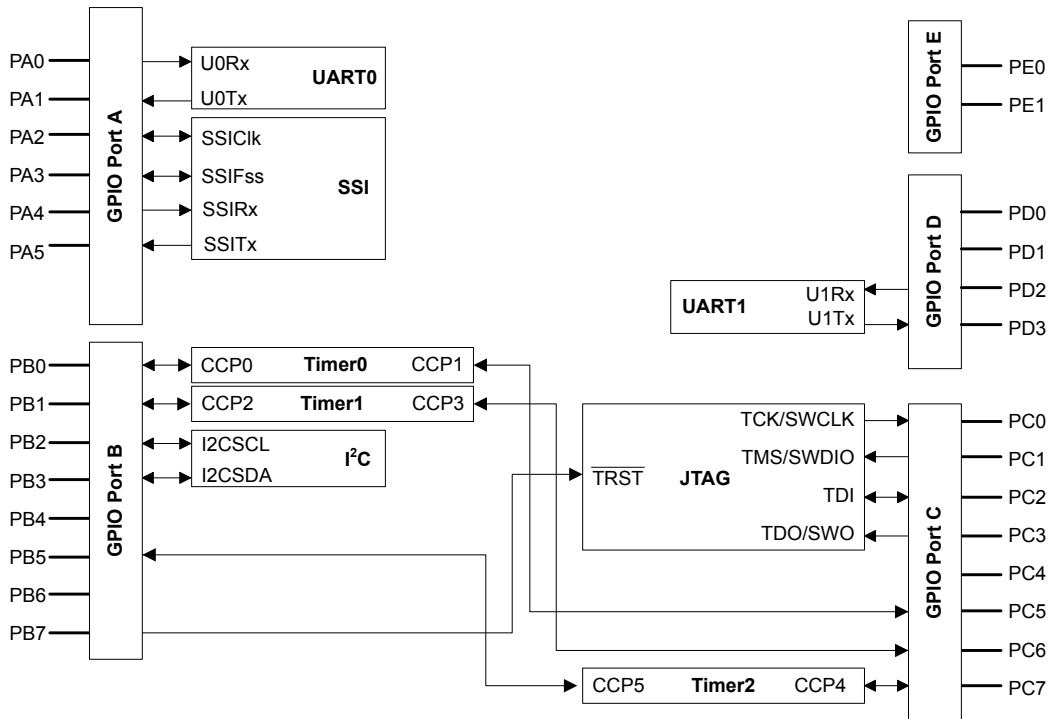 PA0
PA1
PA2
PA3
PA4
PA5
GPIO Port A
U0Rx
U0Tx
UART0
SSIClk
SSIFss
SSIRx
SSITx
SSI
GPIO Port E
PE0
PE1
GPIO Port D
PD0
PD1
PD2
PD3
UART1
U1Rx
U1Tx
PB0
PB1
PB2
PB3
PB4
PB5
PB6
PB7
GPIO Port B
CCP0 Timer0 CCP1
CCP2 Timer1 CCP3
I2CSCL
I2CSDA
I²C
TRST JTAG
TCK/SWCLK
TMS/SWDIO
TDI
TDO/SWO
CCP5 Timer2 CCP4
GPIO Port C
PC0
PC1
PC2
PC3
PC4
PC5
PC6
PC7